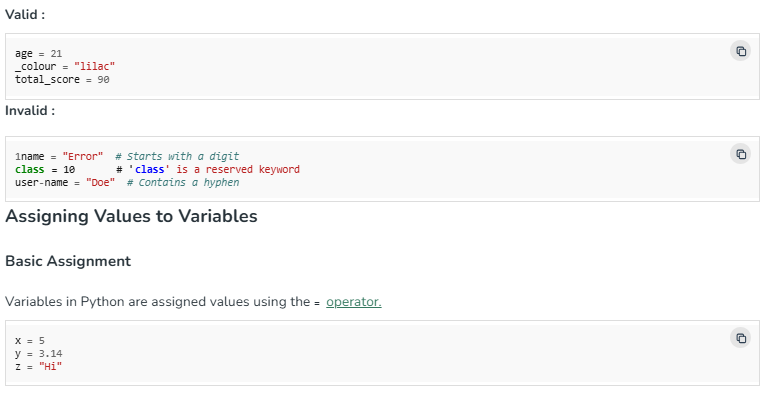 Valid :
age = 21
_colour = "lilac"
total_score = 90
Invalid :
1name = "Error"  # Starts with a digit
class = 10       # 'class' is a reserved keyword
user-name = "Doe"  # Contains a hyphen
Assigning Values to Variables
Basic Assignment
Variables in Python are assigned values using the = operator.
x = 5
y = 3.14
z = "Hi"